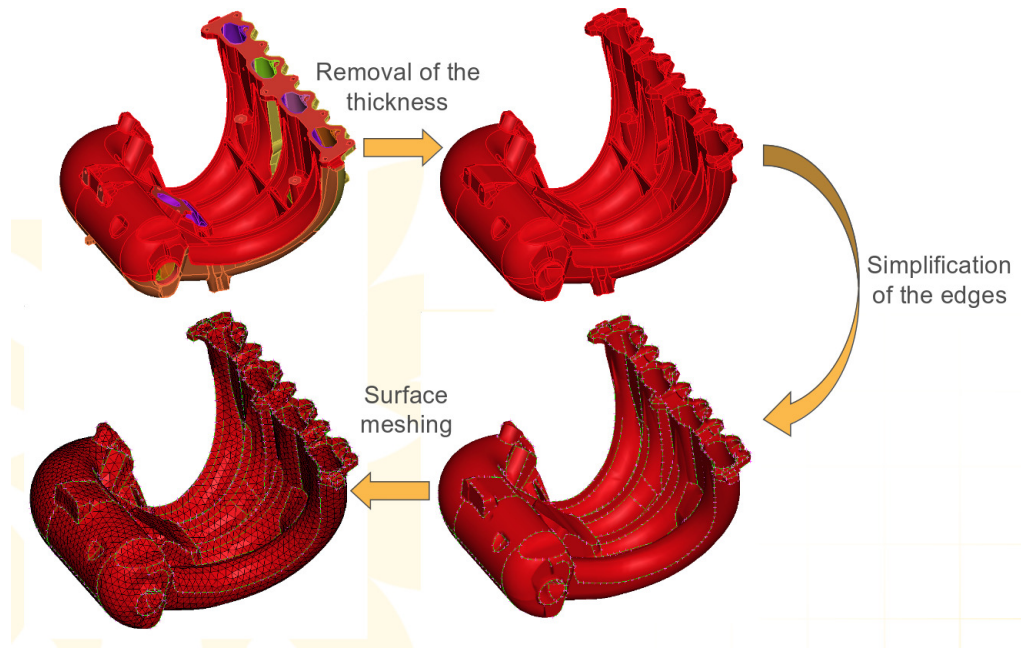 Removal of the
thickness
Simplification
of the edges
Surface
meshing